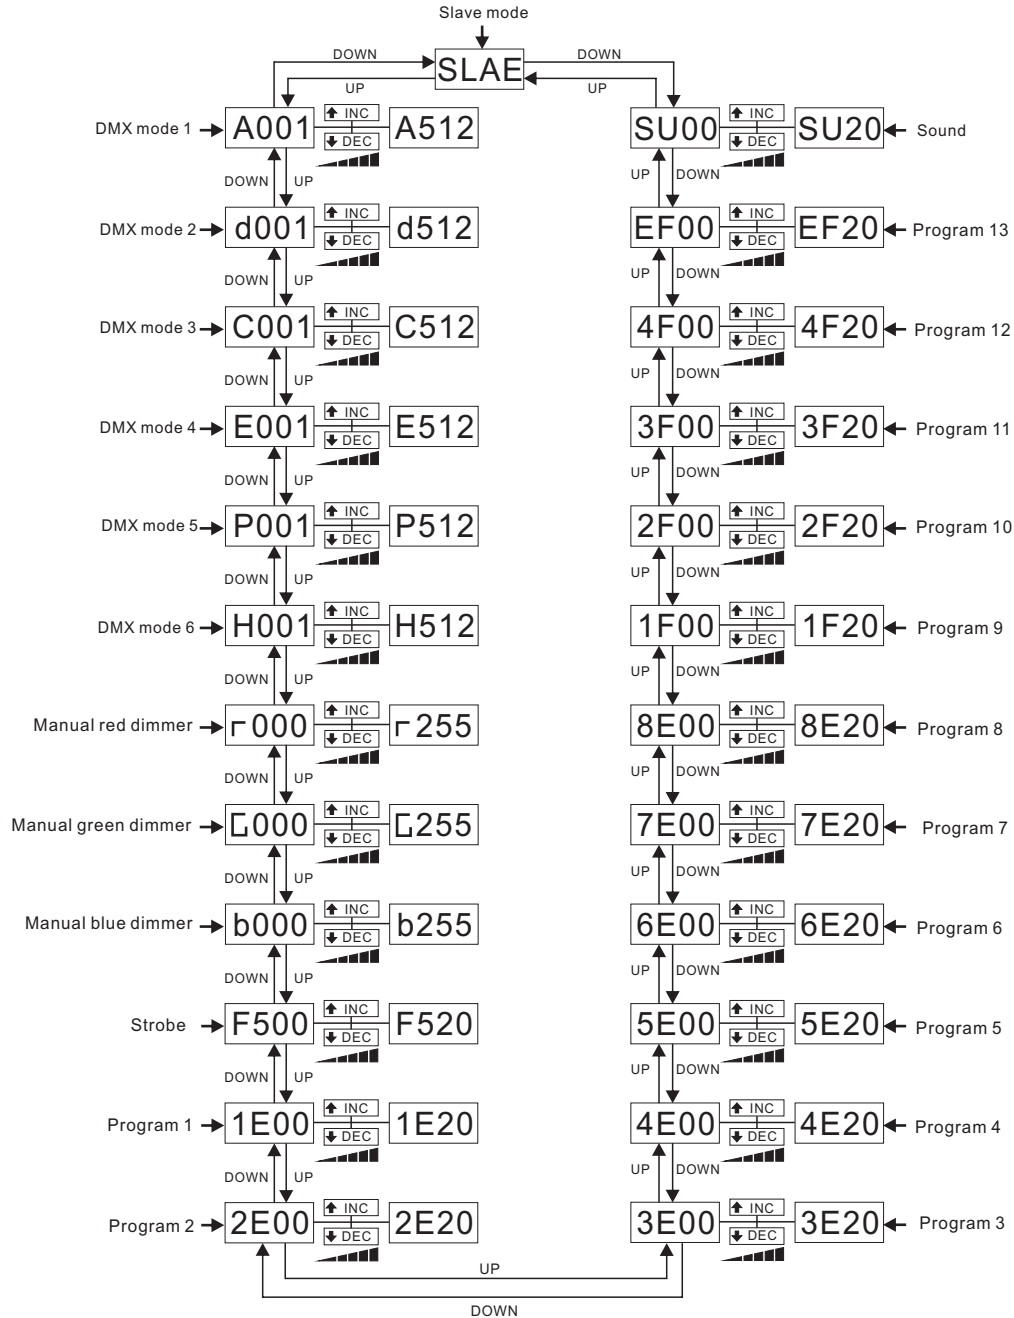 Slave mode
DOWN SLAE DOWN
UP UP
DMX mode 1 A001 INC DEC A512 SU00 INC DEC SU20 Sound
DOWN UP UP DOWN
DMX mode 2 d001 INC DEC d512 EF00 INC DEC EF20 Program 13
DOWN UP UP DOWN
DMX mode 3 C001 INC DEC C512 4F00 INC DEC 4F20 Program 12
DOWN UP UP DOWN
DMX mode 4 E001 INC DEC E512 3F00 INC DEC 3F20 Program 11
DOWN UP UP DOWN
DMX mode 5 P001 INC DEC P512 2F00 INC DEC 2F20 Program 10
DOWN UP UP DOWN
DMX mode 6 H001 INC DEC H512 1F00 INC DEC 1F20 Program 9
DOWN UP UP DOWN
Manual red dimmer r000 INC DEC r255 8E00 INC DEC 8E20 Program 8
DOWN UP UP DOWN
Manual green dimmer G000 INC DEC G255 7E00 INC DEC 7E20 Program 7
DOWN UP UP DOWN
Manual blue dimmer b000 INC DEC b255 6E00 INC DEC 6E20 Program 6
DOWN UP UP DOWN
Strobe F500 INC DEC F520 5E00 INC DEC 5E20 Program 5
DOWN UP UP DOWN
Program 1 1E00 INC DEC 1E20 4E00 INC DEC 4E20 Program 4
DOWN UP UP DOWN
Program 2 2E00 INC DEC 2E20 3E00 INC DEC 3E20 Program 3
UP
DOWN